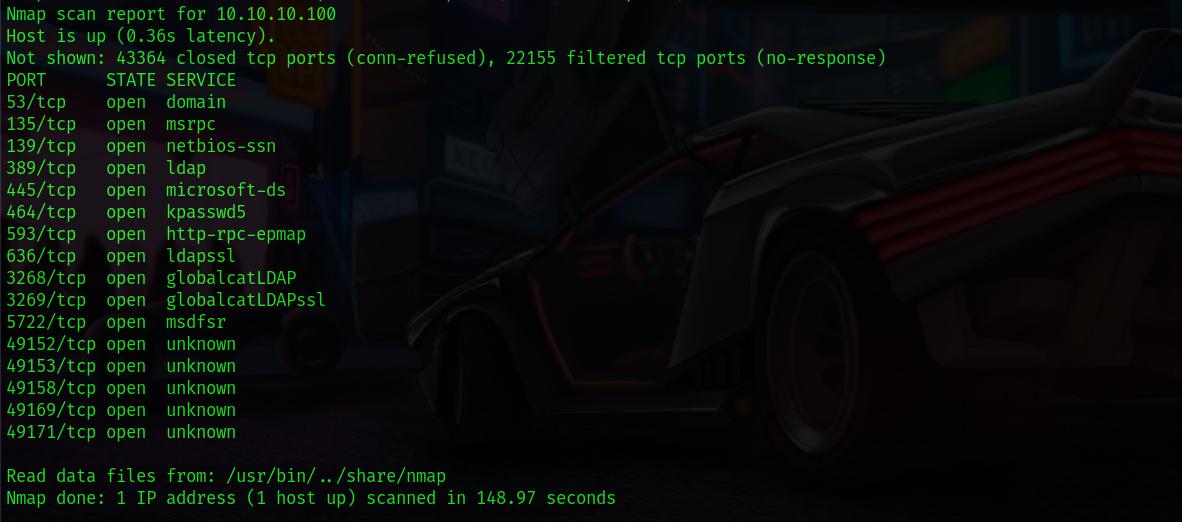 Nmap scan report for 10.10.10.100
Host is up (0.36s latency).
Not shown: 43364 closed tcp ports (conn-refused), 22155 filtered tcp ports (no-response)
PORT      STATE SERVICE
53/tcp    open  domain
135/tcp   open  msrpc
139/tcp   open  netbios-ssn
389/tcp   open  ldap
445/tcp   open  microsoft-ds
464/tcp   open  kpasswd5
593/tcp   open  http-rpc-epmap
636/tcp   open  ldapssl
3268/tcp  open  globalcatLDAP
3269/tcp  open  globalcatLDAPssl
5722/tcp  open  msdfsr
49152/tcp open  unknown
49153/tcp open  unknown
49158/tcp open  unknown
49169/tcp open  unknown
49171/tcp open  unknown
Read data files from: /usr/bin/../share/nmap
Nmap done: 1 IP address (1 host up) scanned in 148.97 seconds